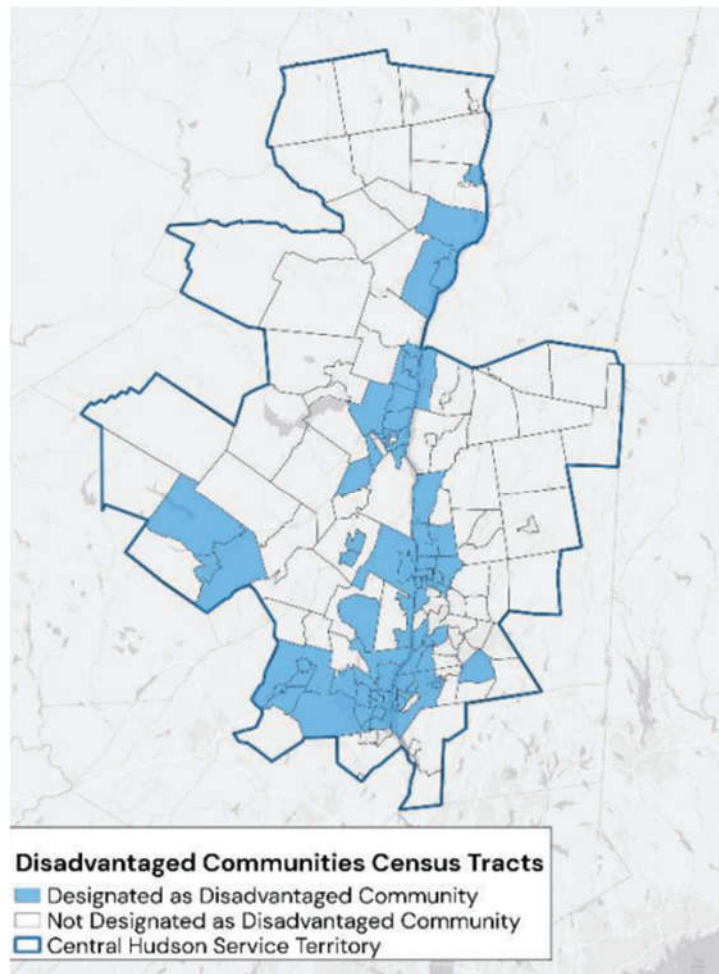 Disadvantaged Communities Census Tracts
Designated as Disadvantaged Community
Not Designated as Disadvantaged Community
Central Hudson Service Territory